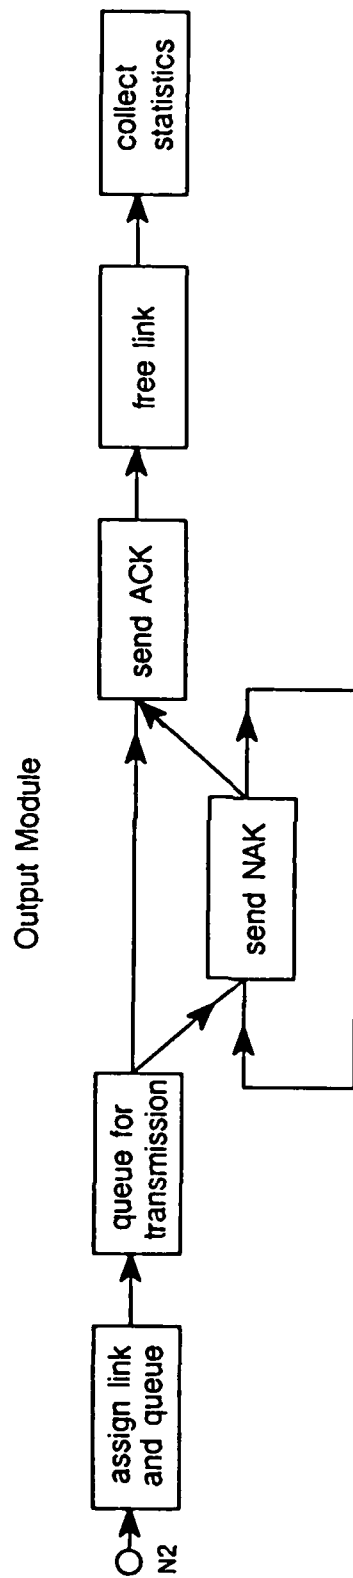 Output Module
N2
assign link
and queue
queue for
transmission
send NAK
send ACK
free link
collect
statistics